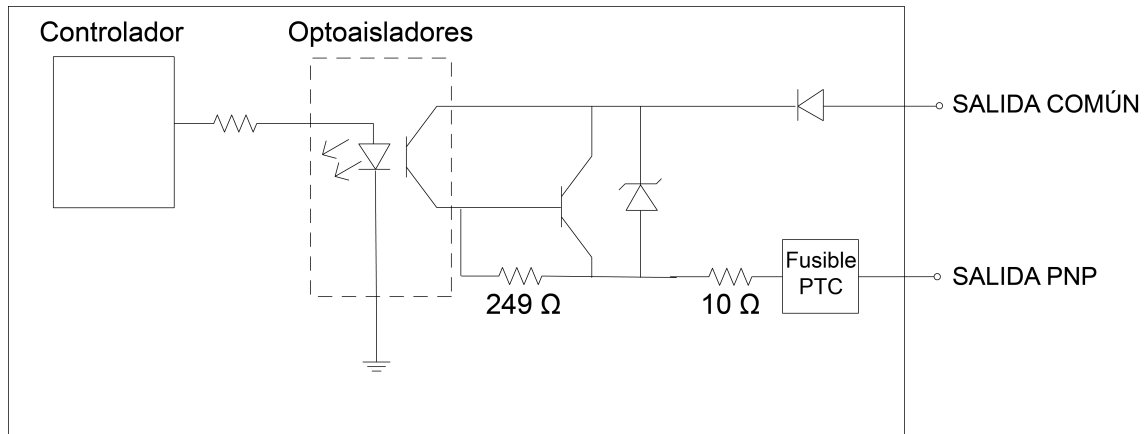 Controlador
Optoaisladores
SALIDA COMÚN
Fusible
PTC
SALIDA PNP
249 Ω
10 Ω